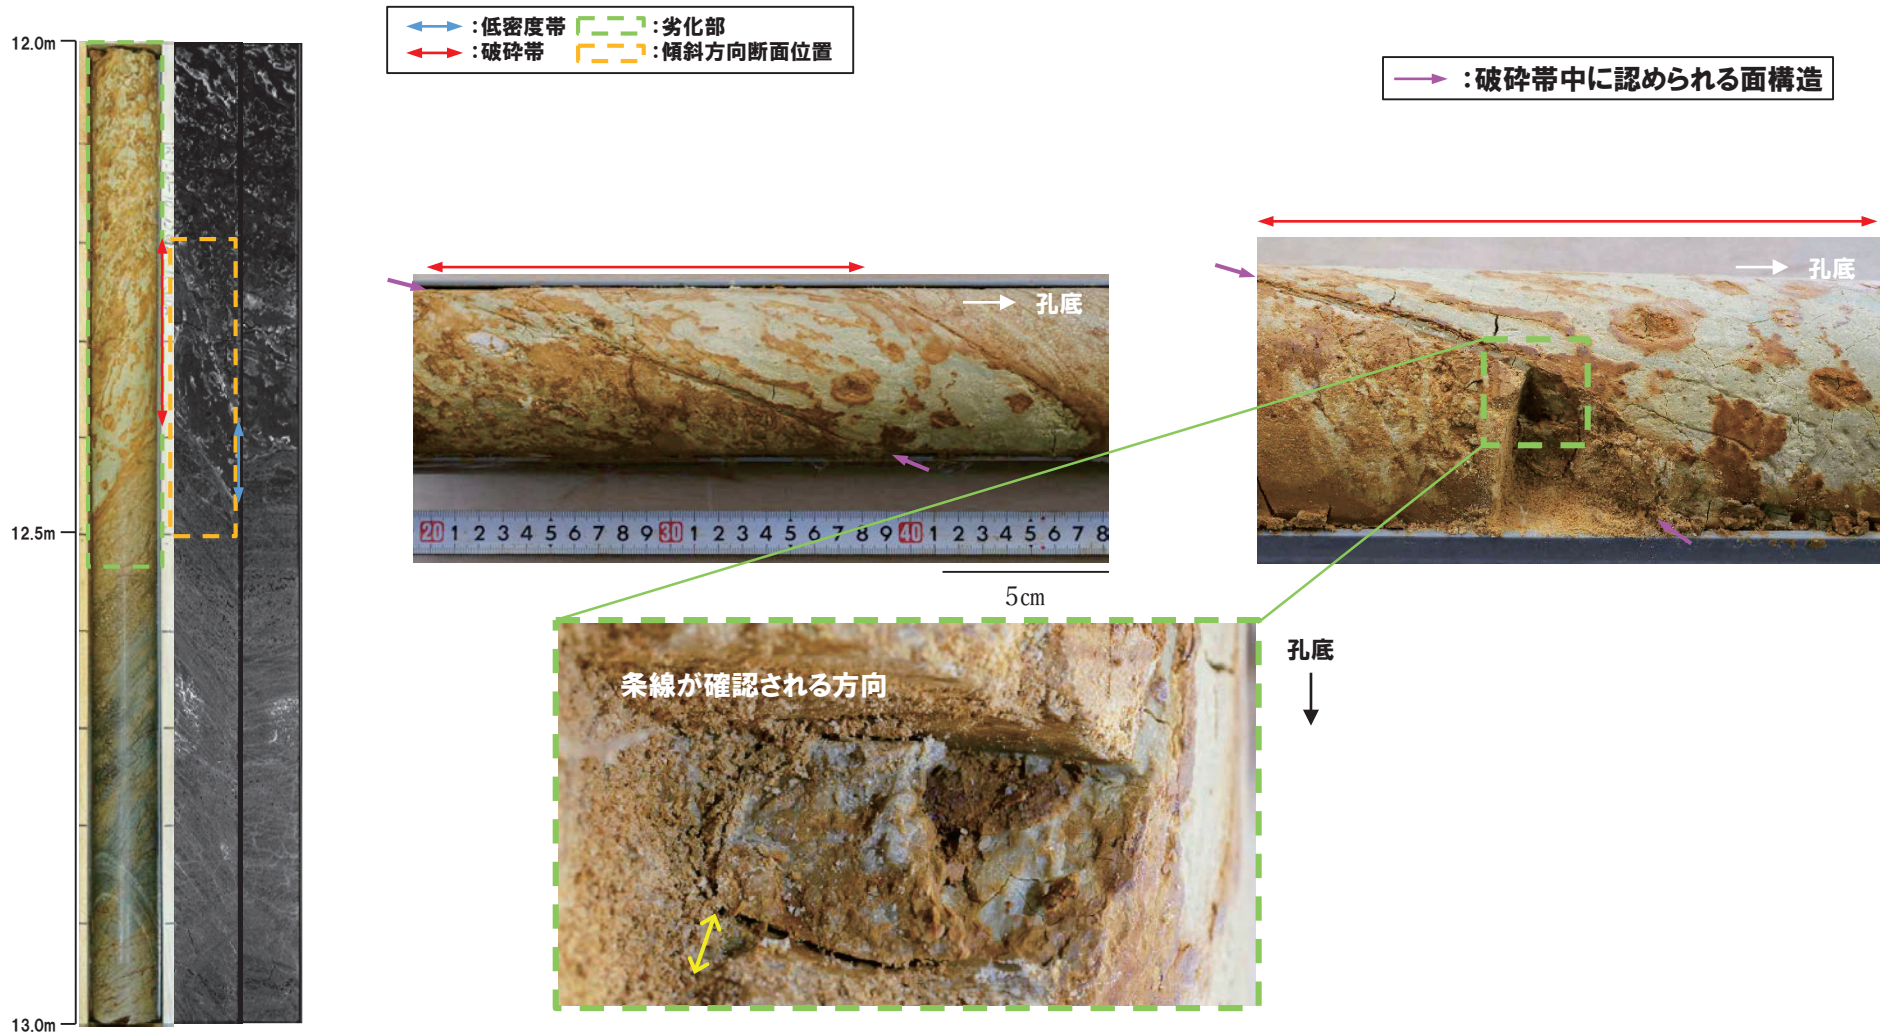 :低密度帯
:劣化部
:破砕帯
:傾斜方向断面位置
:破砕帯中に認められる面構造
12.0m
12.5m
13.0m
孔底
20 1 2 3 4 5 6 7 8 9 30 1 2 3 4 5 6 7 8 9 40 1 2 3 4 5 6 7 8
5cm
孔底
条線が確認される方向
孔底